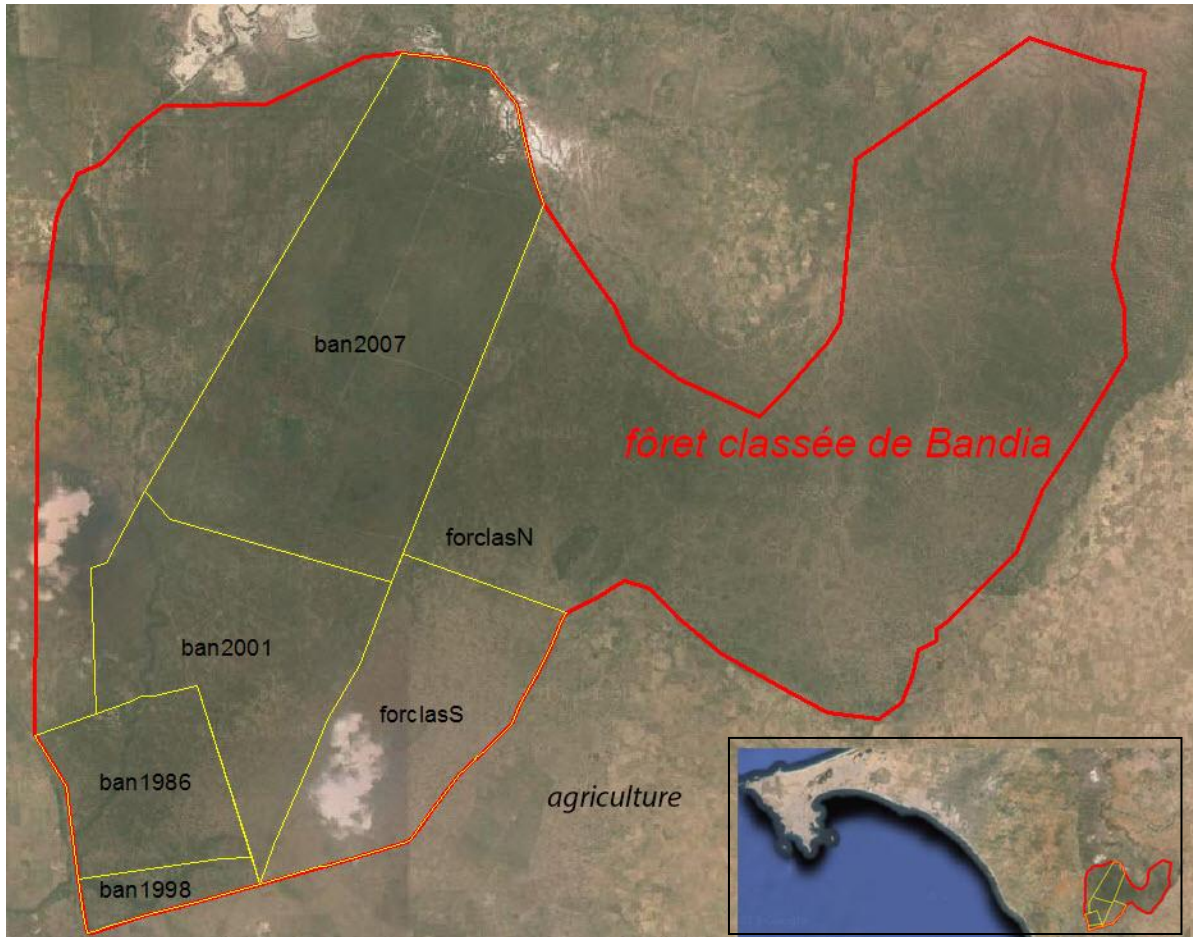 ban2007
fôret classée de Bandia
forclasN
ban2001
forclasS
ban1986
agriculture
ban1998